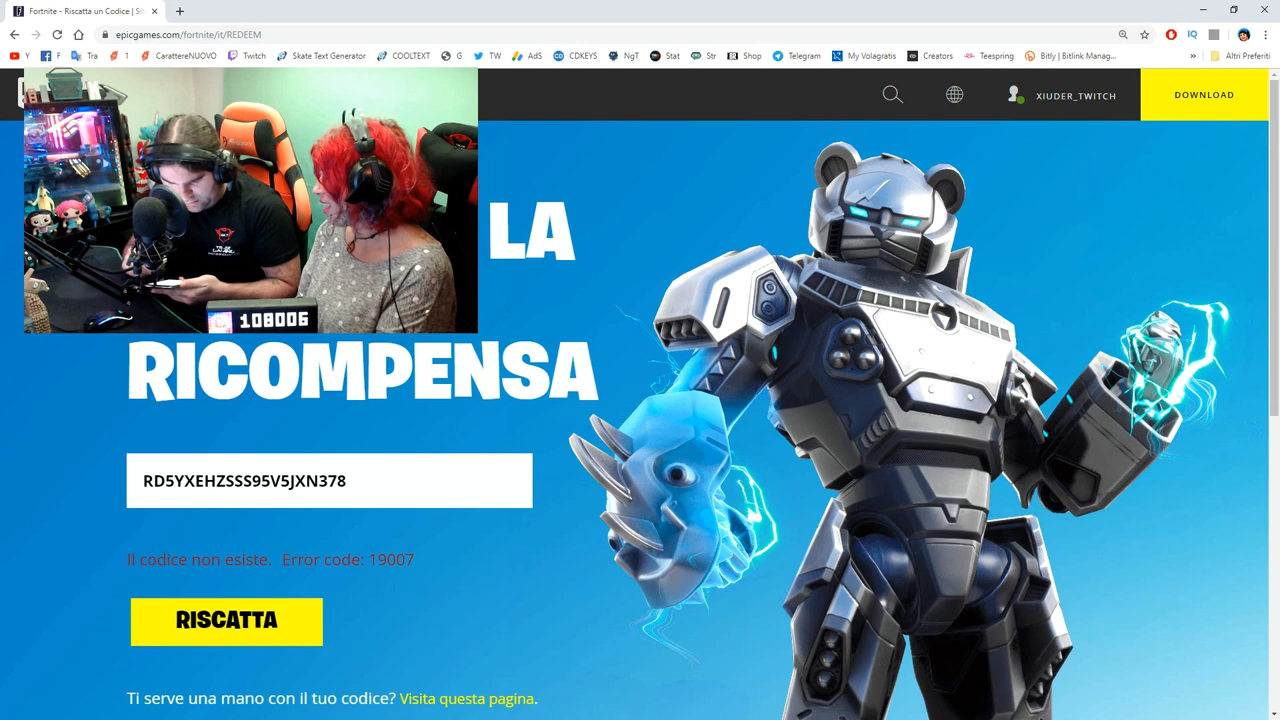 Fortnite - Riscatta un Codice | Sit
epicgames.com/fortnite/it/REDEEM
Y F Tra 1 CarattereNUOVO Twitch Skate Text Generator COOLTEXT G TW AdS CDKEYS NgT Stat Str Shop Telegram My Volagratis Creators Teespring Bitly | Bitlink Manag... » Altri Preferiti
XIUDER_TWITCH DOWNLOAD
LA
108006
RICOMPENSA
RD5YXEHZSSS95V5JXN378
Il codice non esiste. Error code: 19007
RISCATTA
Ti serve una mano con il tuo codice? Visita questa pagina.